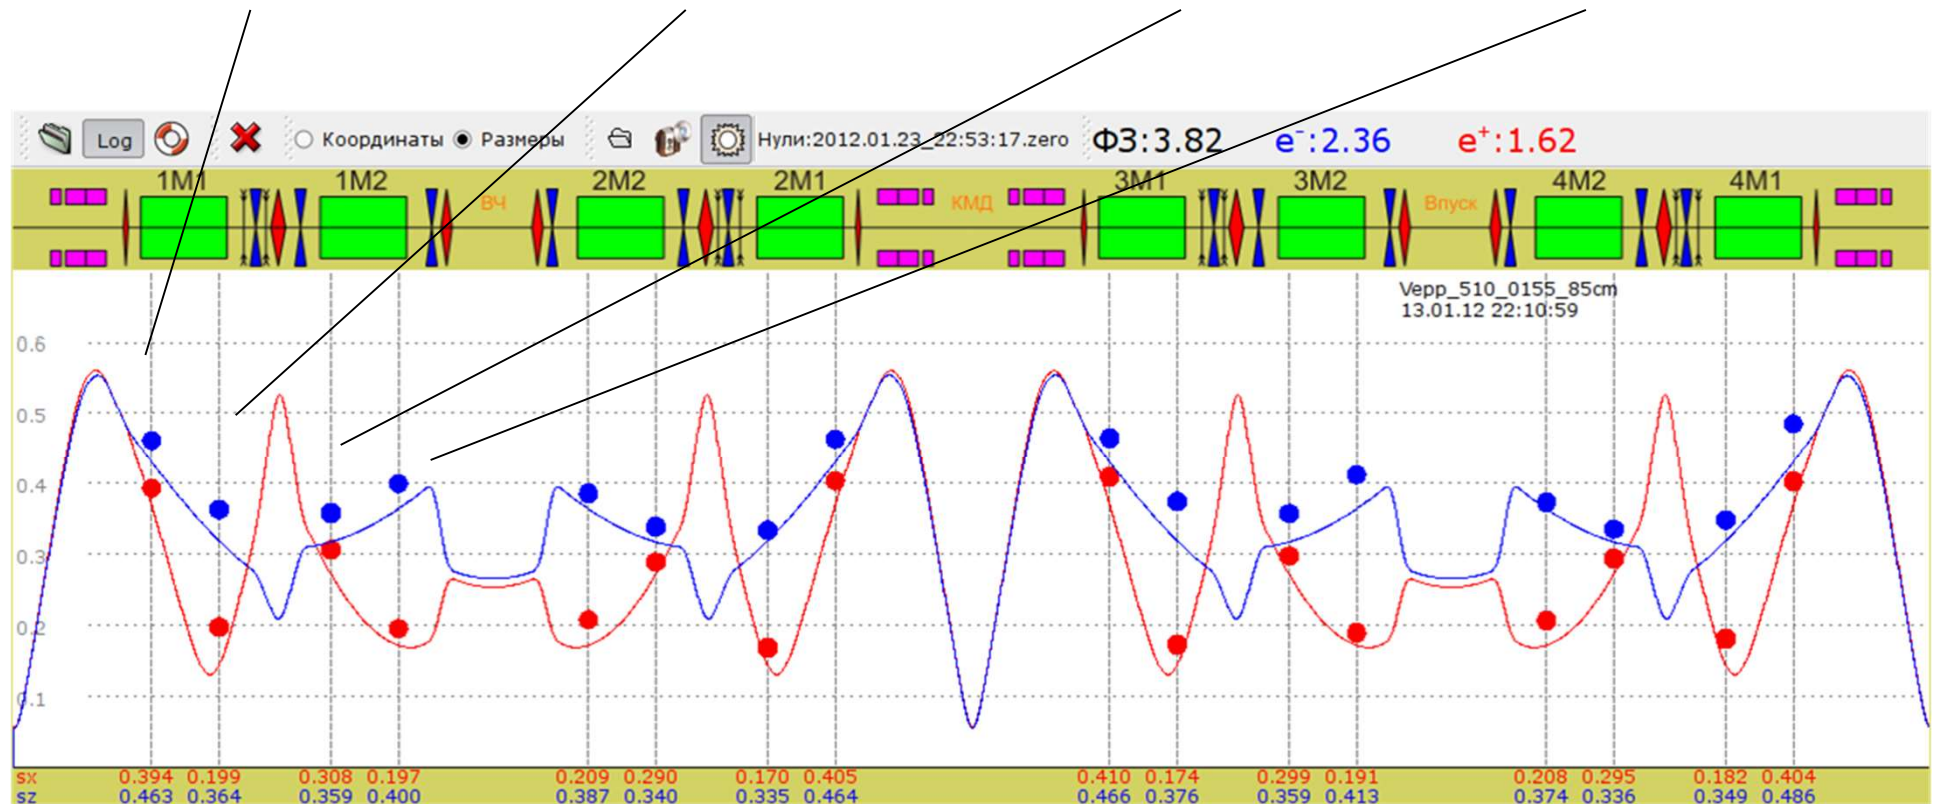 Log Координаты Размеры Нули:2012.01.23_22:53:17.zero ФЗ:3.82 e⁻:2.36 e⁺:1.62
1M1 1M2 2M2 2M1 3M1 3M2 4M2 4M1
ВЧ КМД Впуск
Vepp_510_0155_85cm
13.01.12 22:10:59
0.6
0.5
0.4
0.3
0.2
0.1
sx 0.394 0.199 0.308 0.197 0.209 0.290 0.170 0.405 0.410 0.174 0.299 0.191 0.208 0.295 0.182 0.404
sz 0.463 0.364 0.359 0.400 0.387 0.340 0.335 0.464 0.466 0.376 0.359 0.413 0.374 0.336 0.349 0.486